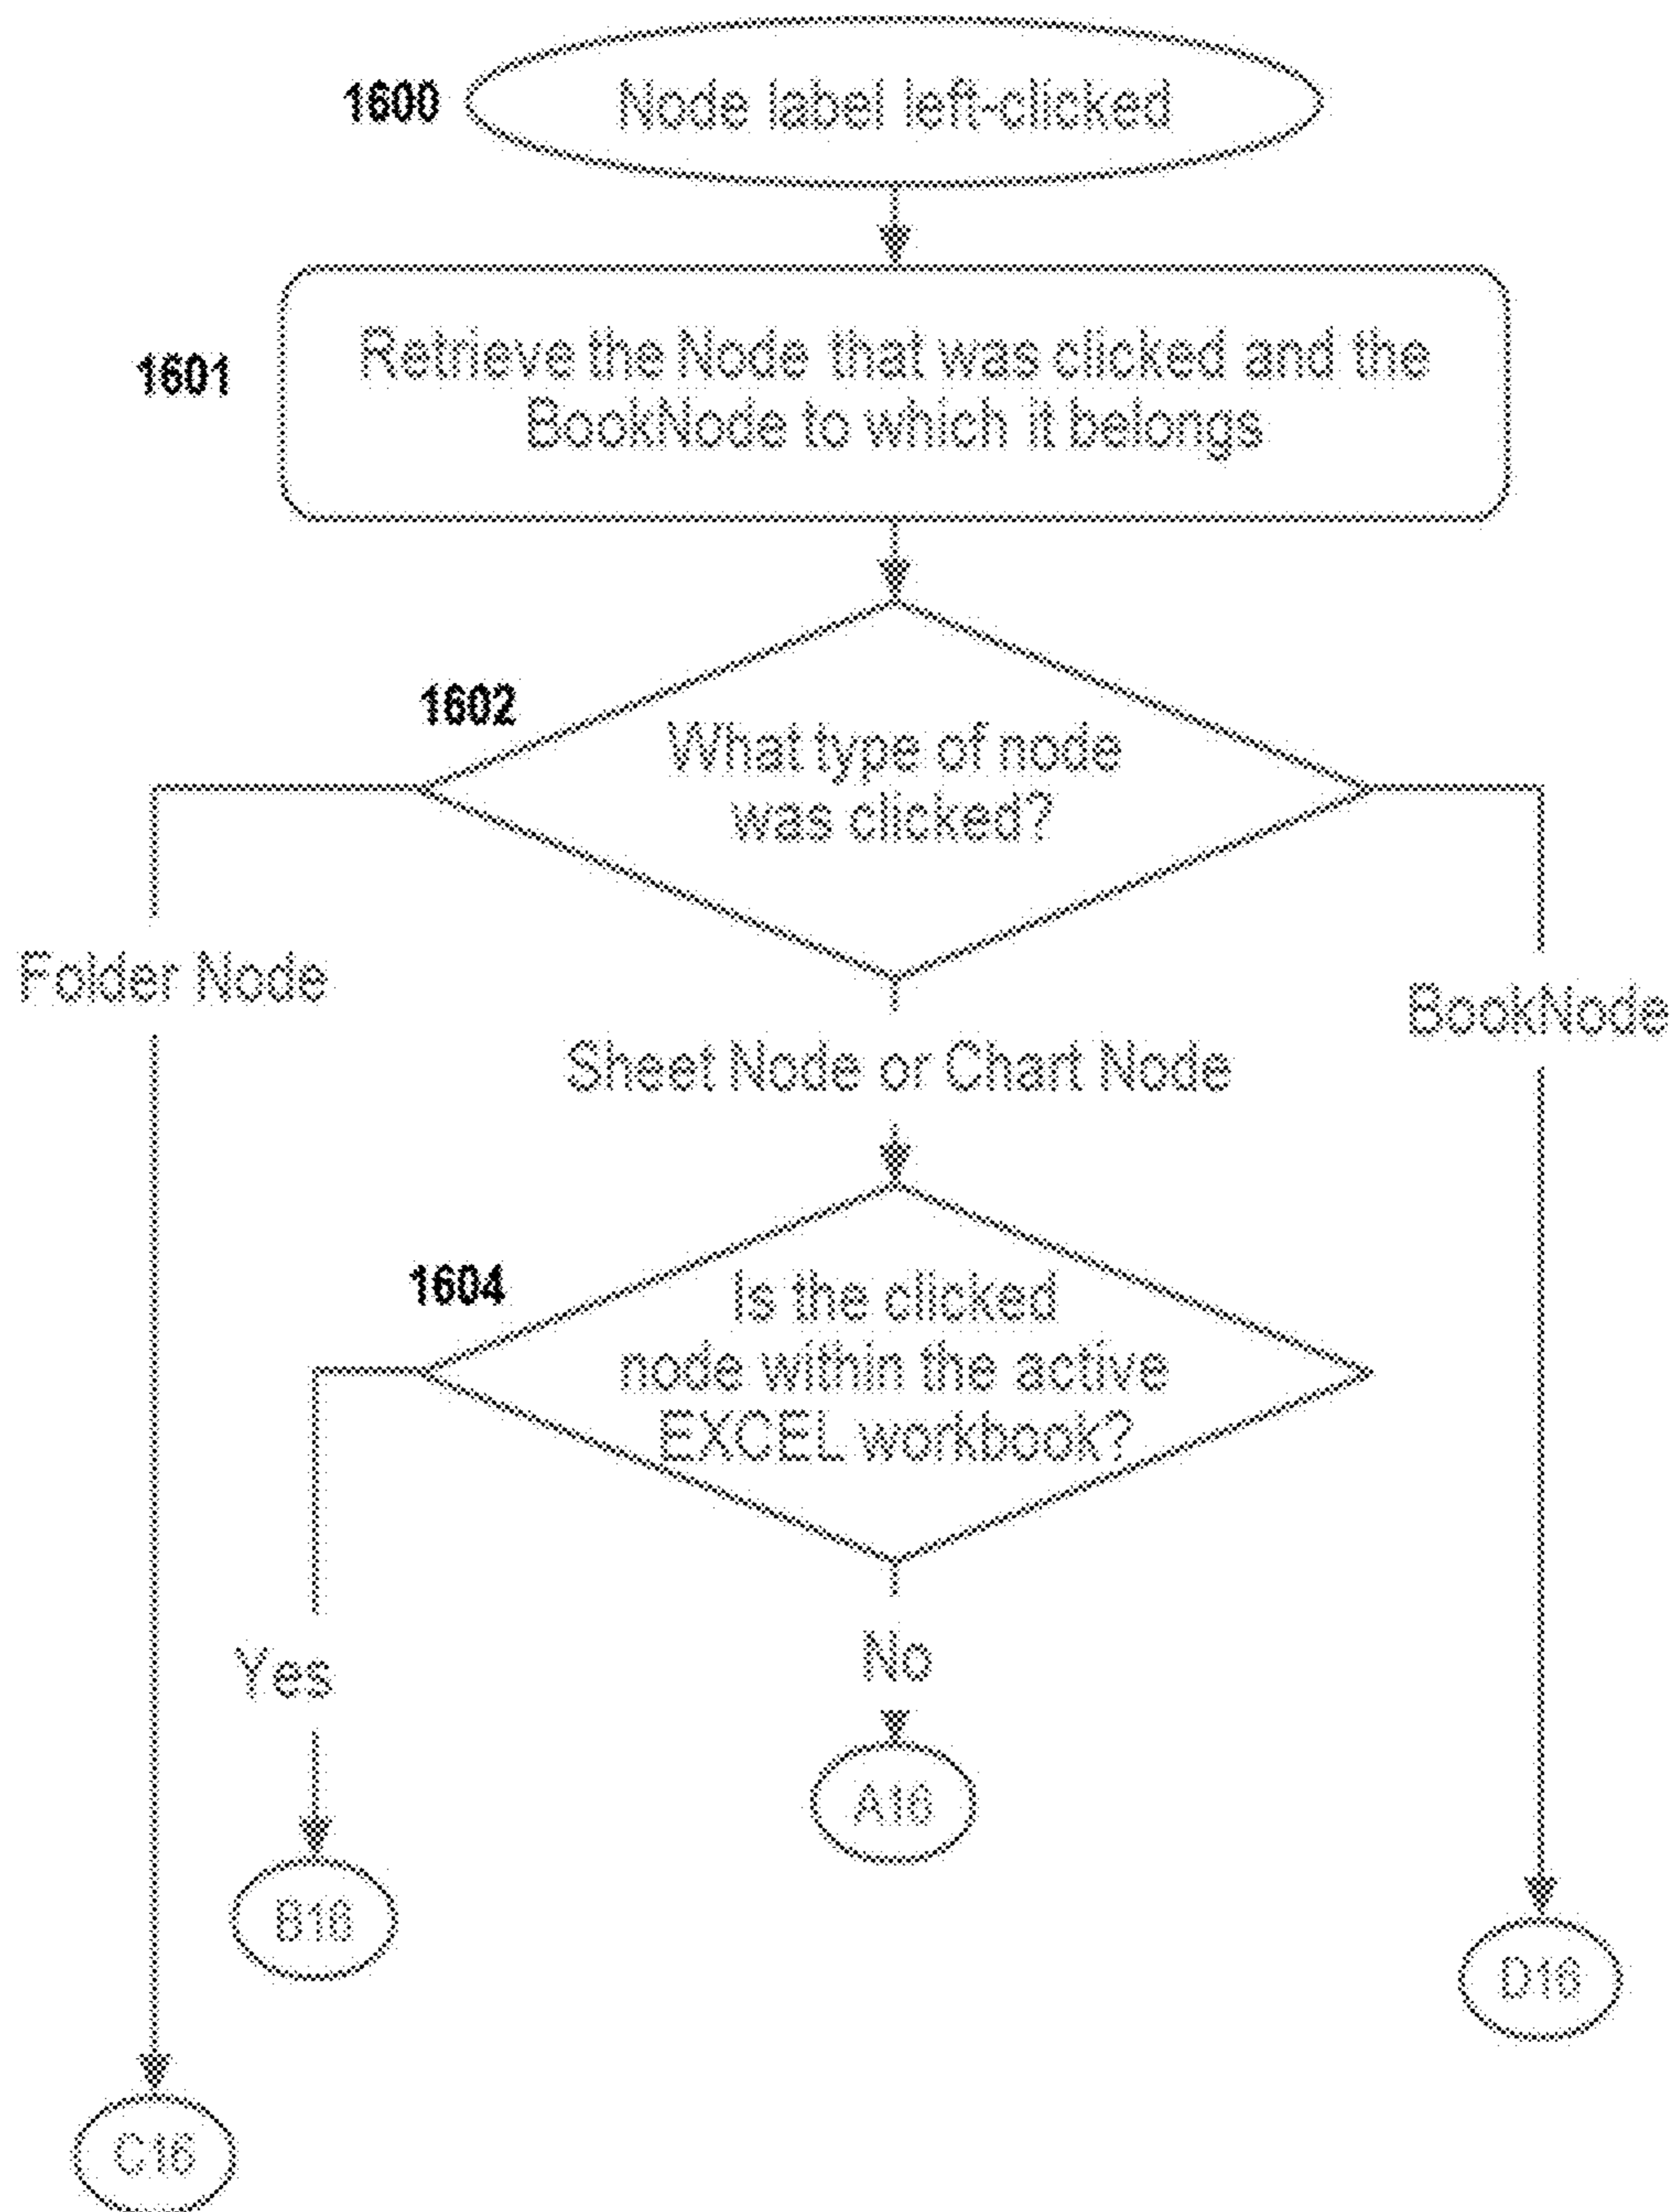 1600
Node label left-clicked
1601
Retrieve the Node that was clicked and the
BookNode to which it belongs
1602
What type of node
was clicked?
Folder Node
BookNode
Sheet Node or Chart Node
1604
Is the clicked
node within the active
EXCEL workbook?
Yes
No
A16
B16
D16
C16